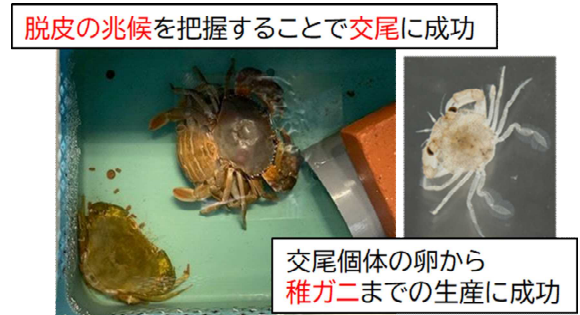 脱皮の兆候を把握することで交尾に成功
交尾個体の卵から
稚ガニまでの生産に成功